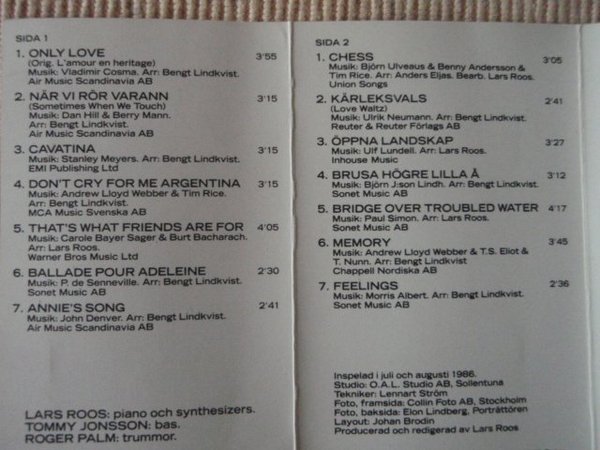 SIDA 1
1. ONLY LOVE 3'55
(Orig. L'amour en heritage)
Musik: Vladimir Cosma. Arr: Bengt Lindkvist.
Air Music Scandinavia AB
2. NÄR VI RÖR VARANN 3'15
(Sometimes When We Touch)
Musik: Dan Hill & Berry Mann.
Arr: Bengt Lindkvist.
Air Music Scandinavia AB
3. CAVATINA 3'15
Musik: Stanley Meyers. Arr: Bengt Lindkvist.
EMI Publishing Ltd
4. DON'T CRY FOR ME ARGENTINA 3'15
Musik: Andrew Lloyd Webber & Tim Rice.
Arr: Bengt Lindkvist.
MCA Music Svenska AB
5. THAT'S WHAT FRIENDS ARE FOR 4'05
Musik: Carole Bayer Sager & Burt Bacharach.
Arr: Lars Roos.
Warner Bros Music Ltd
6. BALLADE POUR ADELEINE 2'30
Musik: P. de Senneville. Arr: Bengt Lindkvist.
Sonet Music AB
7. ANNIE'S SONG 2'41
Musik: John Denver. Arr: Bengt Lindkvist.
Air Music Scandinavia AB
LARS ROOS: piano och synthesizers.
TOMMY JONSSON: bas.
ROGER PALM: trummor.
SIDA 2
1. CHESS 3'05
Musik: Björn Ulveaus & Benny Andersson &
Tim Rice. Arr: Anders Eljas. Bearb. Lars Roos.
Union Songs
2. KÄRLEKSVALS 2'41
(Love Waltz)
Musik: Ulrik Neumann. Arr: Bengt Lindkvist.
Reuter & Reuter Förlags AB
3. ÖPPNA LANDSKAP 3'27
Musik: Ulf Lundell. Arr: Lars Roos.
Inhouse Music
4. BRUSA HÖGRE LILLA Å 3'12
Musik: Björn J:son Lindh. Arr: Bengt Lindkvist.
Sonet Music AB
5. BRIDGE OVER TROUBLED WATER 4'17
Musik: Paul Simon. Arr: Lars Roos.
Sonet Music AB
6. MEMORY 3'45
Musik: Andrew Lloyd Webber & T.S. Eliot &
T. Nunn. Arr: Bengt Lindkvist
Chappell Nordiska AB
7. FEELINGS 2'36
Musik: Morris Albert. Arr: Bengt Lindkvist.
Sonet Music AB
Inspelad i juli och augusti 1986.
Studio: O.A.L. Studio AB, Sollentuna
Tekniker: Lennart Ström
Foto, framsida: Collin Foto AB, Stockholm
Foto, baksida: Elon Lindberg, Porträttören
Layout: Johan Brodin
Producerad och redigerad av Lars Roos